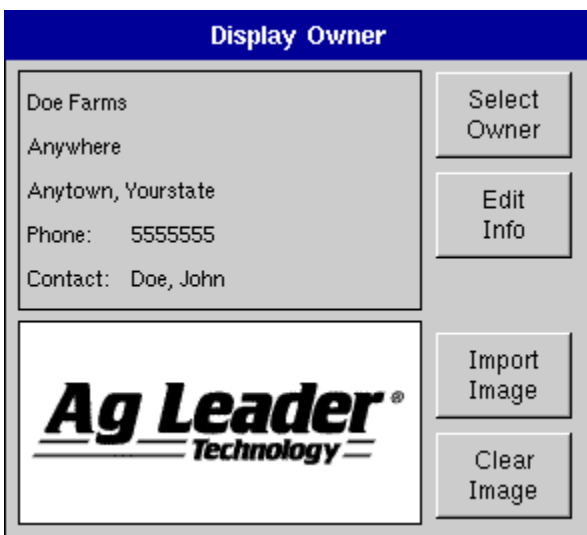 Display Owner
Doe Farms
Anywhere
Anytown, Yourstate
Phone: 5555555
Contact: Doe, John
Select
Owner
Edit
Info
Ag Leader®
Technology
Import
Image
Clear
Image